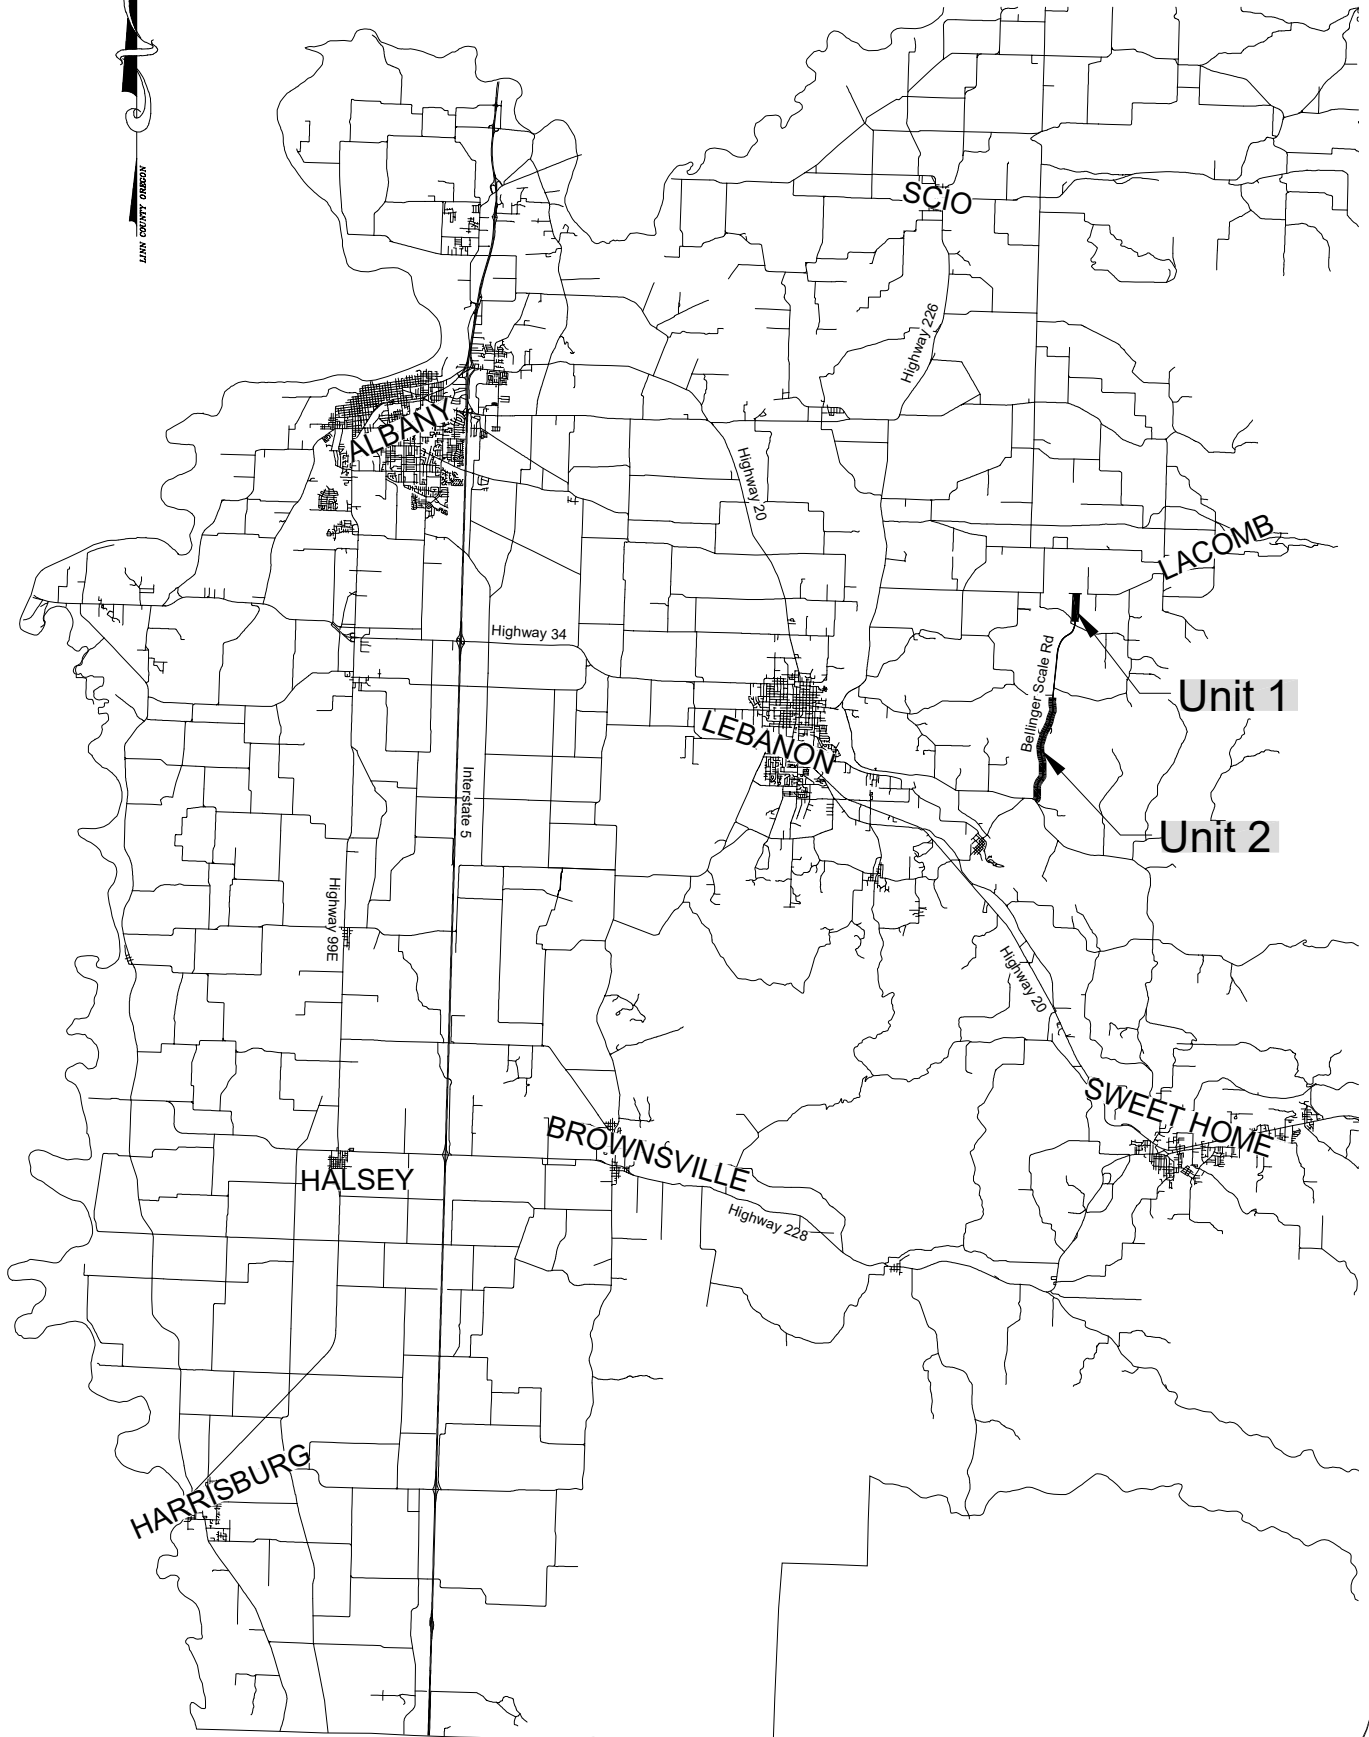 LINN COUNTY OREGON
SCIO
Highway 226
ALBANY
Highway 20
LACOMB
Highway 34
Bellinger Scale Rd
Unit 1
LEBANON
Interstate 5
Unit 2
Highway 99E
Highway 20
SWEET HOME
BROWNSVILLE
HALSEY
Highway 228
HARRISBURG